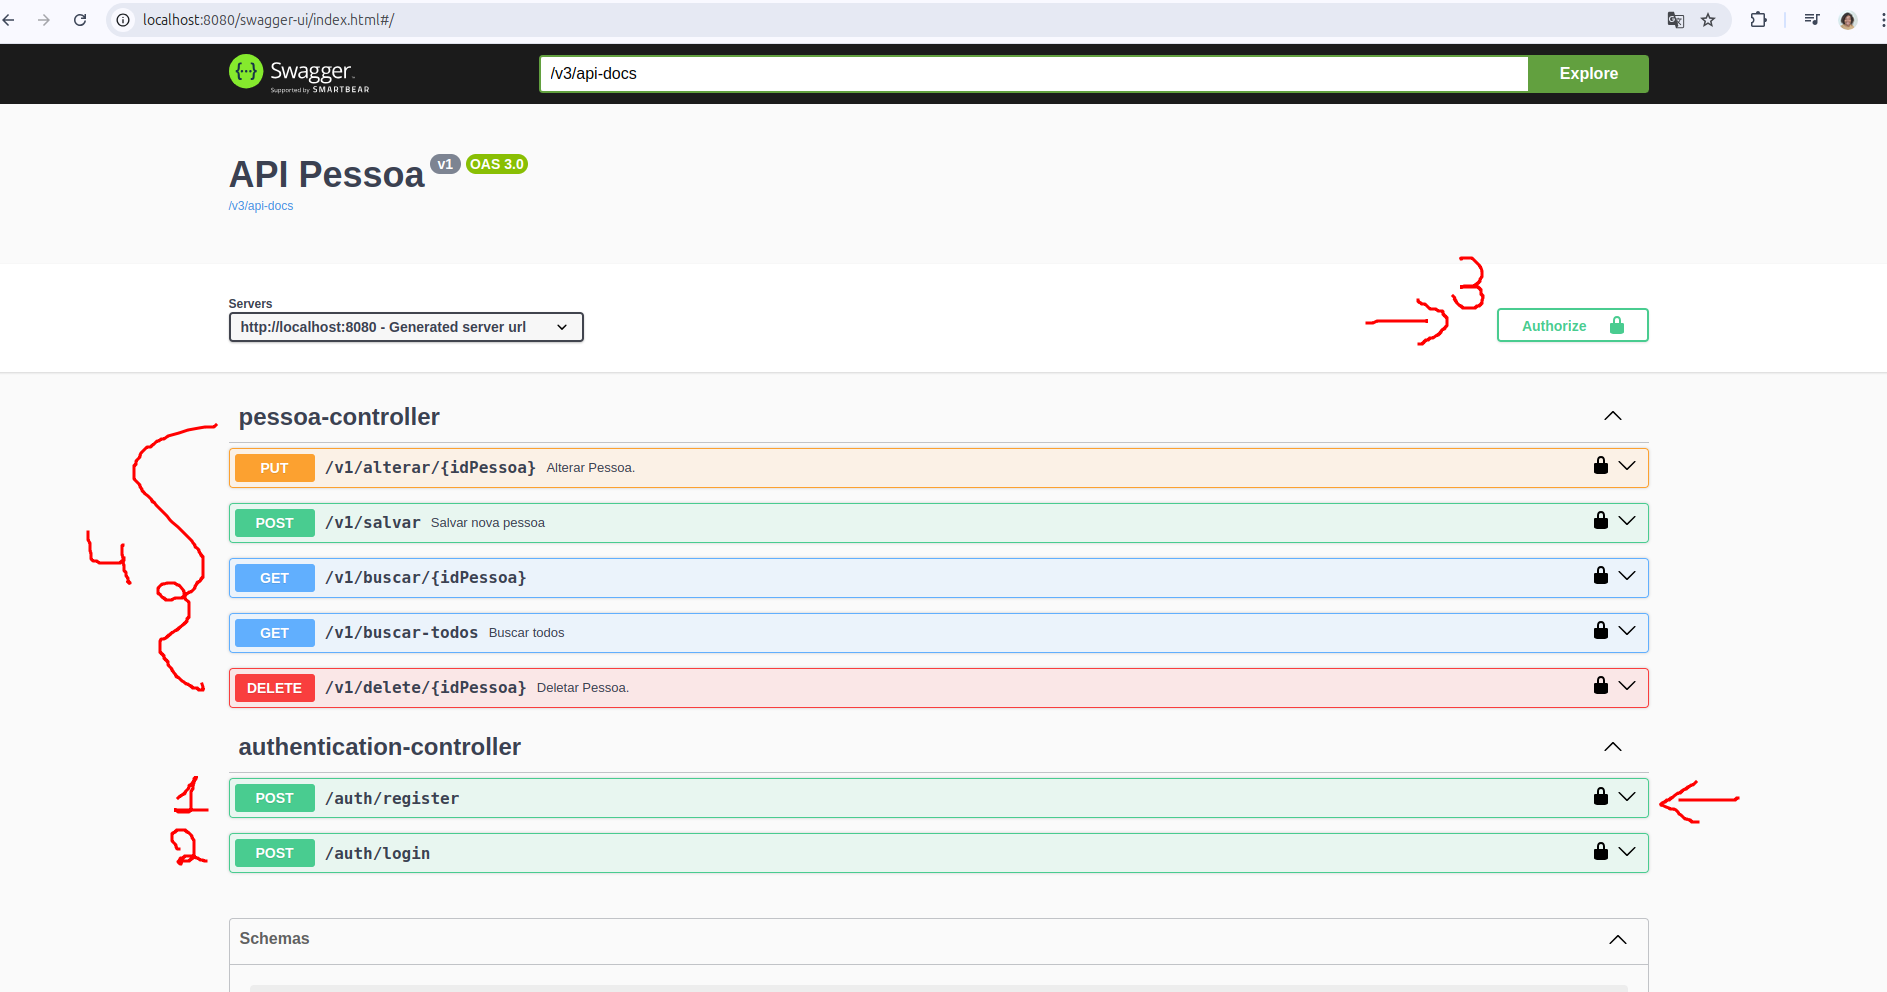 localhost:8080/swagger-ui/index.html#/
Swagger
Supported by SMARTBEAR
/v3/api-docs
Explore
API Pessoa v1 OAS 3.0
/v3/api-docs
3
Servers
http://localhost:8080 - Generated server url
Authorize
pessoa-controller
PUT /v1/alterar/{idPessoa} Alterar Pessoa.
POST /v1/salvar Salvar nova pessoa
4
GET /v1/buscar/{idPessoa}
GET /v1/buscar-todos Buscar todos
DELETE /v1/delete/{idPessoa} Deletar Pessoa.
authentication-controller
1 POST /auth/register
2 POST /auth/login
Schemas